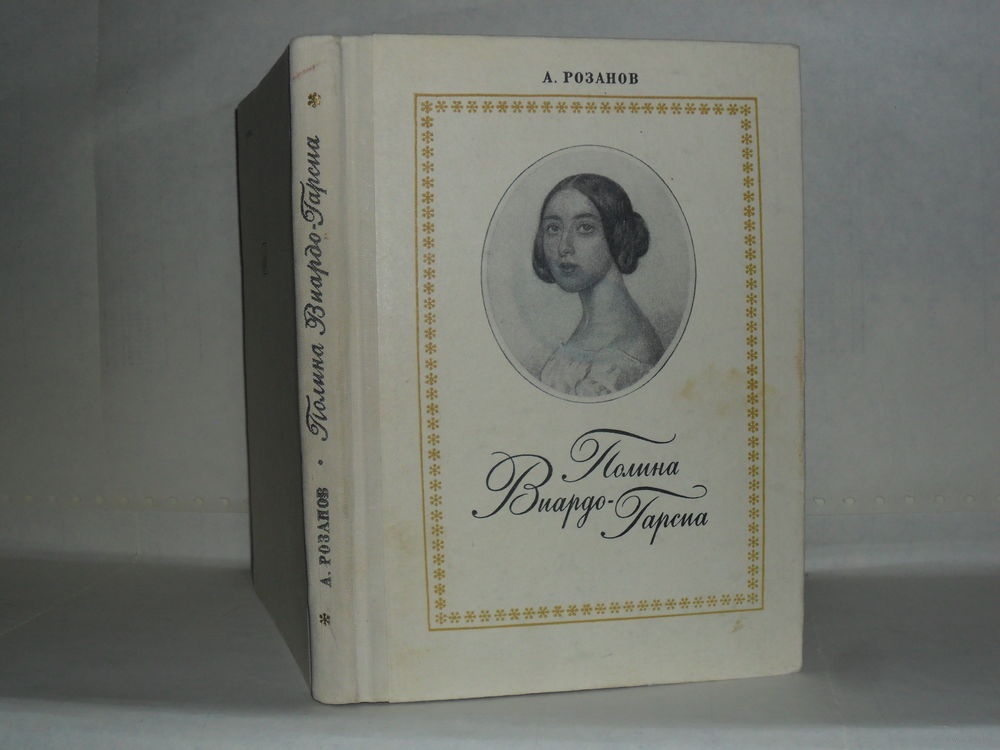 А. РОЗАНОВ
Полина
Виардо-Гарсиа
А. РОЗАНОВ • Полина Виардо-Гарсиа